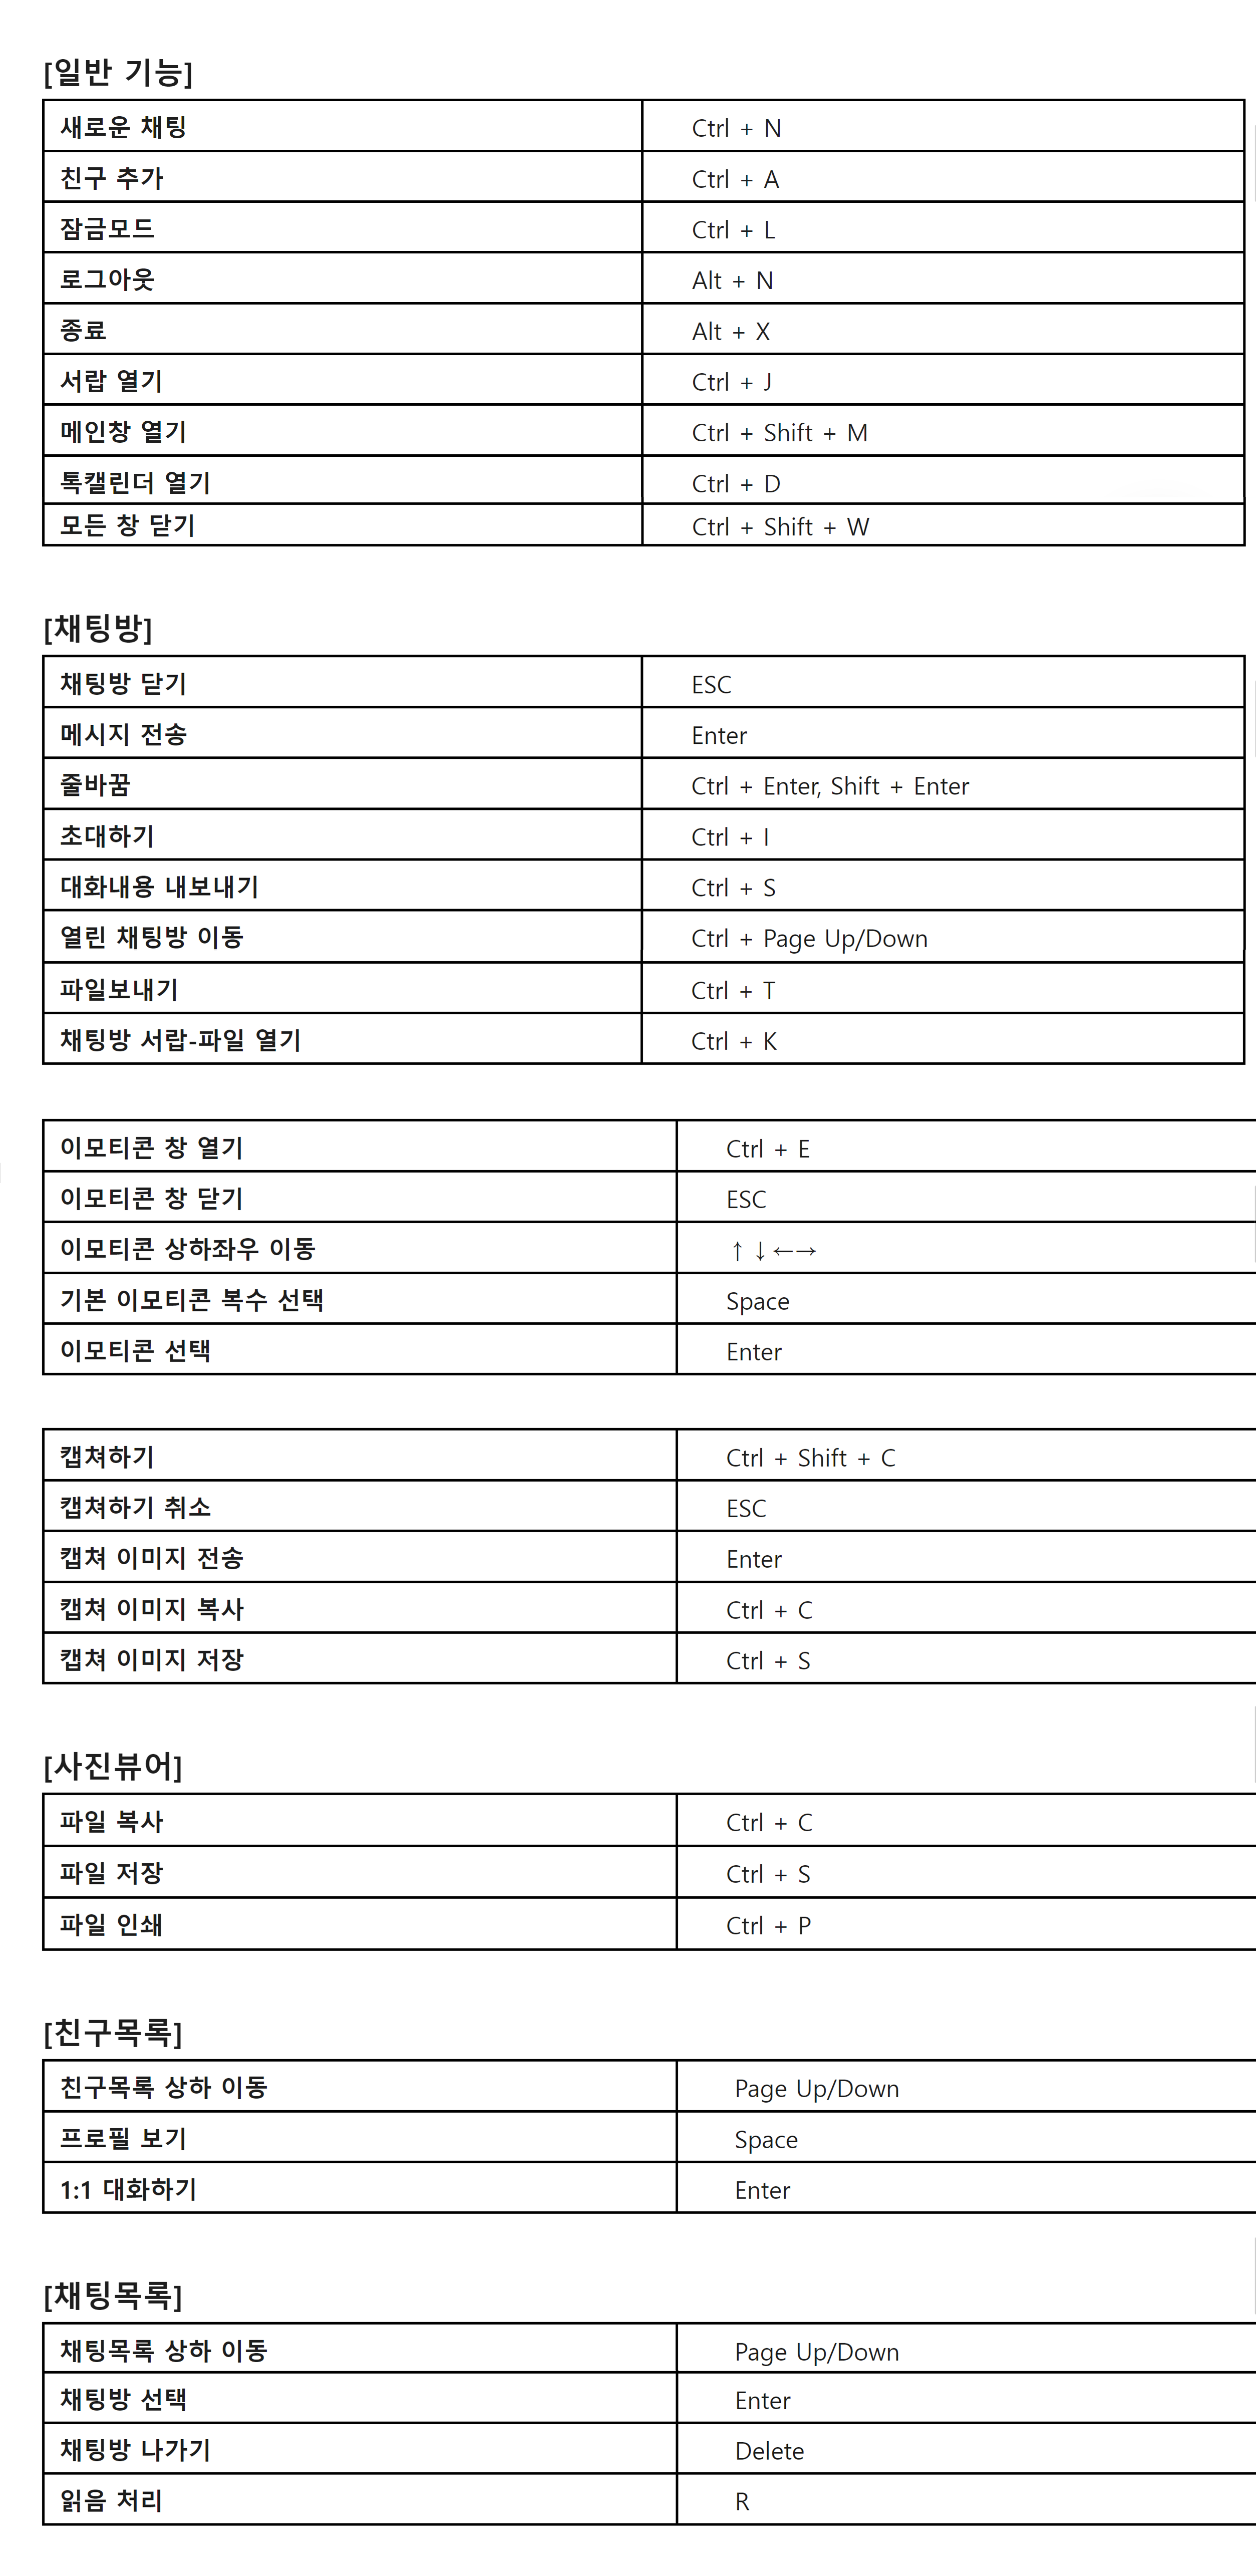 [일반 기능]
새로운 채팅 Ctrl + N
친구 추가 Ctrl + A
잠금모드 Ctrl + L
로그아웃 Alt + N
종료 Alt + X
서랍 열기 Ctrl + J
메인창 열기 Ctrl + Shift + M
톡캘린더 열기 Ctrl + D
모든 창 닫기 Ctrl + Shift + W
[채팅방]
채팅방 닫기 ESC
메시지 전송 Enter
줄바꿈 Ctrl + Enter, Shift + Enter
초대하기 Ctrl + I
대화내용 내보내기 Ctrl + S
열린 채팅방 이동 Ctrl + Page Up/Down
파일보내기 Ctrl + T
채팅방 서랍-파일 열기 Ctrl + K
이모티콘 창 열기 Ctrl + E
이모티콘 창 닫기 ESC
이모티콘 상하좌우 이동 ↑↓←→
기본 이모티콘 복수 선택 Space
이모티콘 선택 Enter
캡쳐하기 Ctrl + Shift + C
캡쳐하기 취소 ESC
캡쳐 이미지 전송 Enter
캡쳐 이미지 복사 Ctrl + C
캡쳐 이미지 저장 Ctrl + S
[사진뷰어]
파일 복사 Ctrl + C
파일 저장 Ctrl + S
파일 인쇄 Ctrl + P
[친구목록]
친구목록 상하 이동 Page Up/Down
프로필 보기 Space
1:1 대화하기 Enter
[채팅목록]
채팅목록 상하 이동 Page Up/Down
채팅방 선택 Enter
채팅방 나가기 Delete
읽음 처리 R